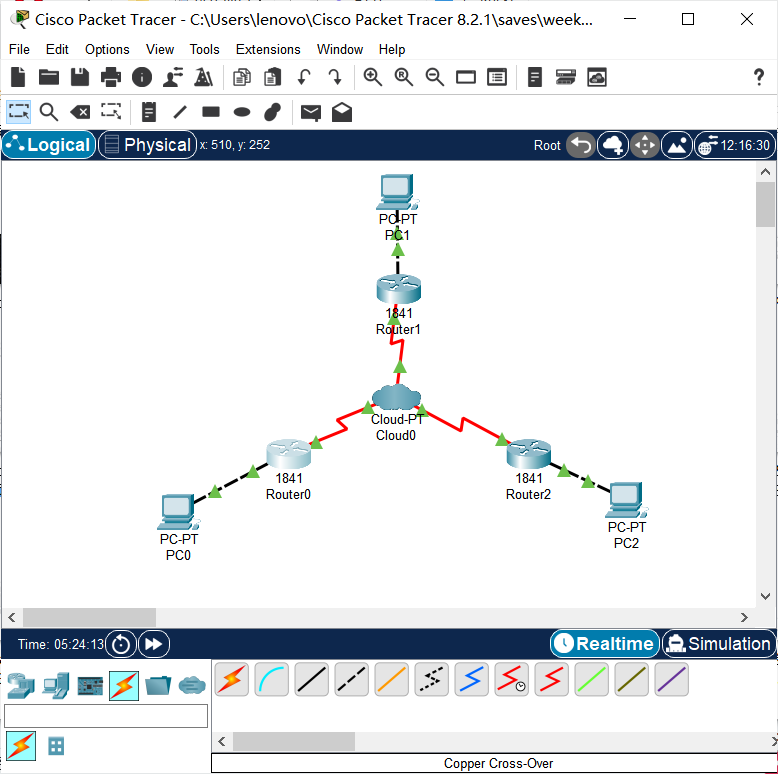 Cisco Packet Tracer - C:\Users\lenovo\Cisco Packet Tracer 8.2.1\saves\week...
File Edit Options View Tools Extensions Window Help
?
Logical Physical x: 510, y: 252 Root 12:16:30
PC-PT
PC1
1841
Router1
Cloud-PT
Cloud0
1841
Router0
1841
Router2
PC-PT
PC0
PC-PT
PC2
Time: 05:24:13 Realtime Simulation
Copper Cross-Over